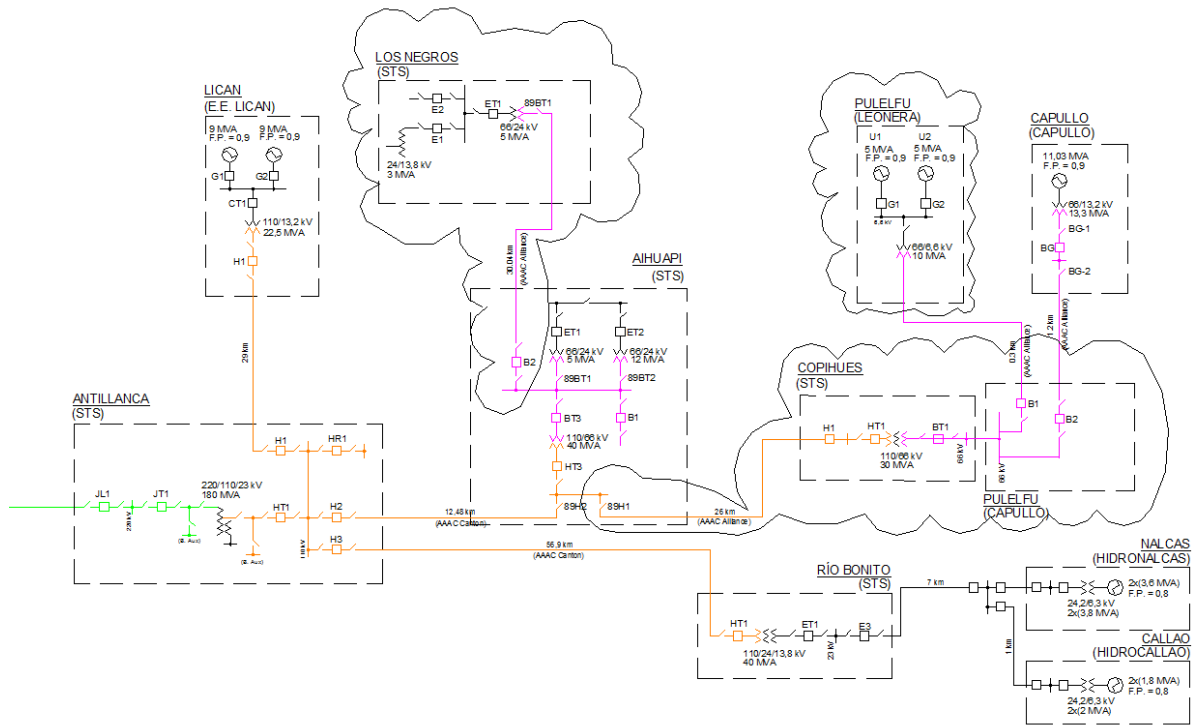 LOS NEGROS
(STS)
E2
E1
ET1
89BT1
66/24 kV
5 MVA
24/13,8 kV
3 MVA
LICAN
(E.E. LICAN)
9 MVA
F.P. = 0,9
9 MVA
F.P. = 0,9
G1
G2
CT1
110/13,2 kV
22,5 MVA
H1
29 km
PULELFU
(LEONERA)
U1
U2
5 MVA
F.P. = 0,9
5 MVA
F.P. = 0,9
G1
G2
6,6 kV
66/6,6 kV
10 MVA
0,3 km
(AAAC Alliance)
CAPULLO
(CAPULLO)
11,03 MVA
F.P. = 0,9
66/13,2 kV
13,3 MVA
BG-1
BG
BG-2
1,2 km
(AAAC Alliance)
30,04 km
(AAAC Alliance)
AIHUAPI
(STS)
ET1
ET2
66/24 kV
5 MVA
66/24 kV
12 MVA
B2
89BT1
89BT2
BT3
B1
110/66 kV
40 MVA
HT3
89H2
89H1
COPIHUES
(STS)
H1
HT1
BT1
110/66 kV
30 MVA
66 kV
66 kV
B1
B2
PULELFU
(CAPULLO)
26 km
(AAAC Alliance)
ANTILLANCA
(STS)
H1
HR1
220/110/23 kV
180 MVA
JL1
JT1
220 kV
(B. Aux)
HT1
(B. Aux)
110 kV
H2
H3
12,48 km
(AAAC Canton)
56,9 km
(AAAC Canton)
RÍO BONITO
(STS)
HT1
ET1
E3
110/24/13,8 kV
40 MVA
23 kV
7 km
1 km
NALCAS
(HIDRONALCAS)
2x(3,6 MVA)
F.P. = 0,8
24,2/6,3 kV
2x(3,8 MVA)
CALLAO
(HIDROCALLAO)
2x(1,8 MVA)
F.P. = 0,8
24,2/6,3 kV
2x(2 MVA)